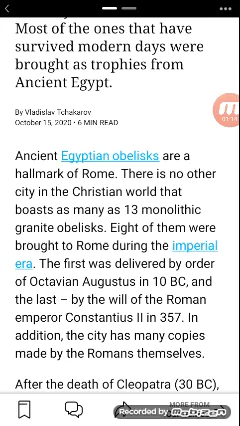 Most of the ones that have
survived modern days were
brought as trophies from
Ancient Egypt.
By Vladislav Tchakarov
October 15, 2020 · 6 MIN READ
Ancient Egyptian obelisks are a
hallmark of Rome. There is no other
city in the Christian world that
boasts as many as 13 monolithic
granite obelisks. Eight of them were
brought to Rome during the imperial
era. The first was delivered by order
of Octavian Augustus in 10 BC, and
the last – by the will of the Roman
emperor Constantius II in 357. In
addition, the city has many copies
made by the Romans themselves.
After the death of Cleopatra (30 BC),
MORE FROM
Recorded by mobizen